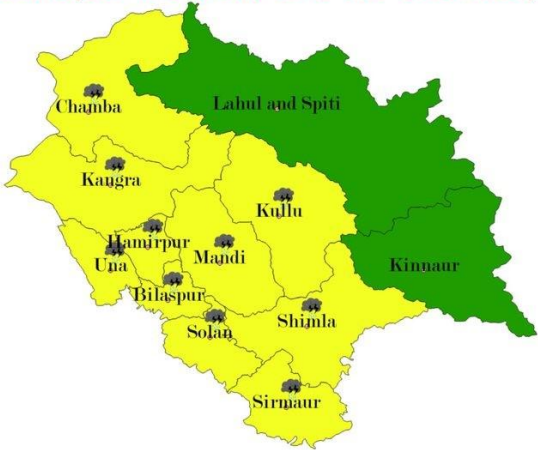 Chamba
Lahul and Spiti
Kangra
Kullu
Hamirpur
Mandi
Una
Kinnaur
Bilaspur
Shimla
Solan
Sirmaur